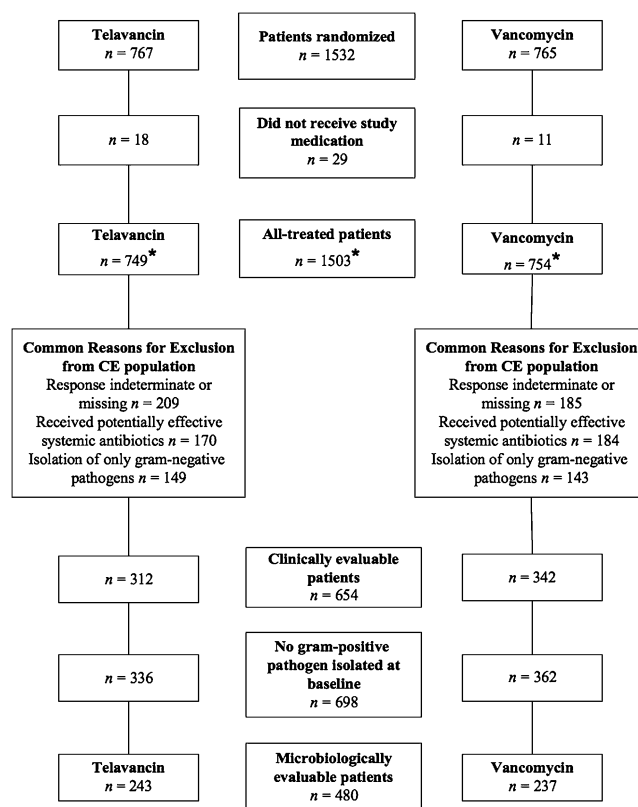 Telavancin
n = 767
Patients randomized
n = 1532
Vancomycin
n = 765
n = 18
Did not receive study
medication
n = 29
n = 11
Telavancin
n = 749*
All-treated patients
n = 1503*
Vancomycin
n = 754*
Common Reasons for Exclusion
from CE population
Response indeterminate or
missing n = 209
Received potentially effective
systemic antibiotics n = 170
Isolation of only gram-negative
pathogens n = 149
Common Reasons for Exclusion
from CE population
Response indeterminate or
missing n = 185
Received potentially effective
systemic antibiotics n = 184
Isolation of only gram-negative
pathogens n = 143
n = 312
Clinically evaluable
patients
n = 654
n = 342
n = 336
No gram-positive
pathogen isolated at
baseline
n = 698
n = 362
Telavancin
n = 243
Microbiologically
evaluable patients
n = 480
Vancomycin
n = 237